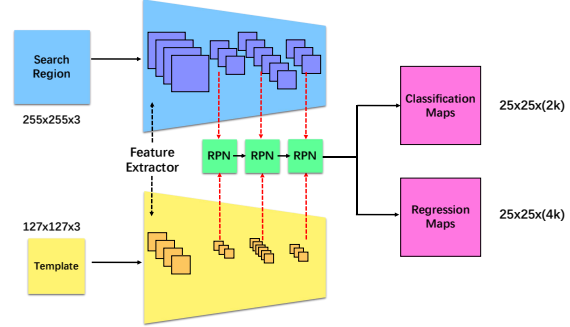 Search
Region
255x255x3
Feature
Extractor
RPN
RPN
RPN
127x127x3
Template
Classification
Maps
25x25x(2k)
Regression
Maps
25x25x(4k)